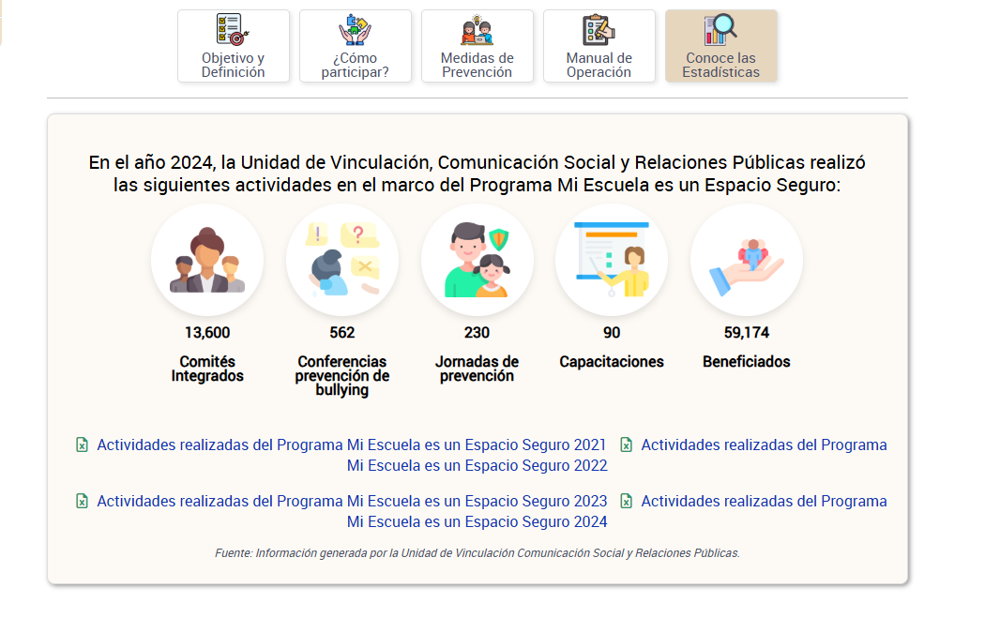 Objetivo y
Definición
¿Cómo
participar?
Medidas de
Prevención
Manual de
Operación
Conoce las
Estadísticas
En el año 2024, la Unidad de Vinculación, Comunicación Social y Relaciones Públicas realizó
las siguientes actividades en el marco del Programa Mi Escuela es un Espacio Seguro:
13,600
Comités
Integrados
562
Conferencias
prevención de
bullying
230
Jornadas de
prevención
90
Capacitaciones
59,174
Beneficiados
Actividades realizadas del Programa Mi Escuela es un Espacio Seguro 2021 Actividades realizadas del Programa
Mi Escuela es un Espacio Seguro 2022
Actividades realizadas del Programa Mi Escuela es un Espacio Seguro 2023 Actividades realizadas del Programa
Mi Escuela es un Espacio Seguro 2024
Fuente: Información generada por la Unidad de Vinculación Comunicación Social y Relaciones Públicas.